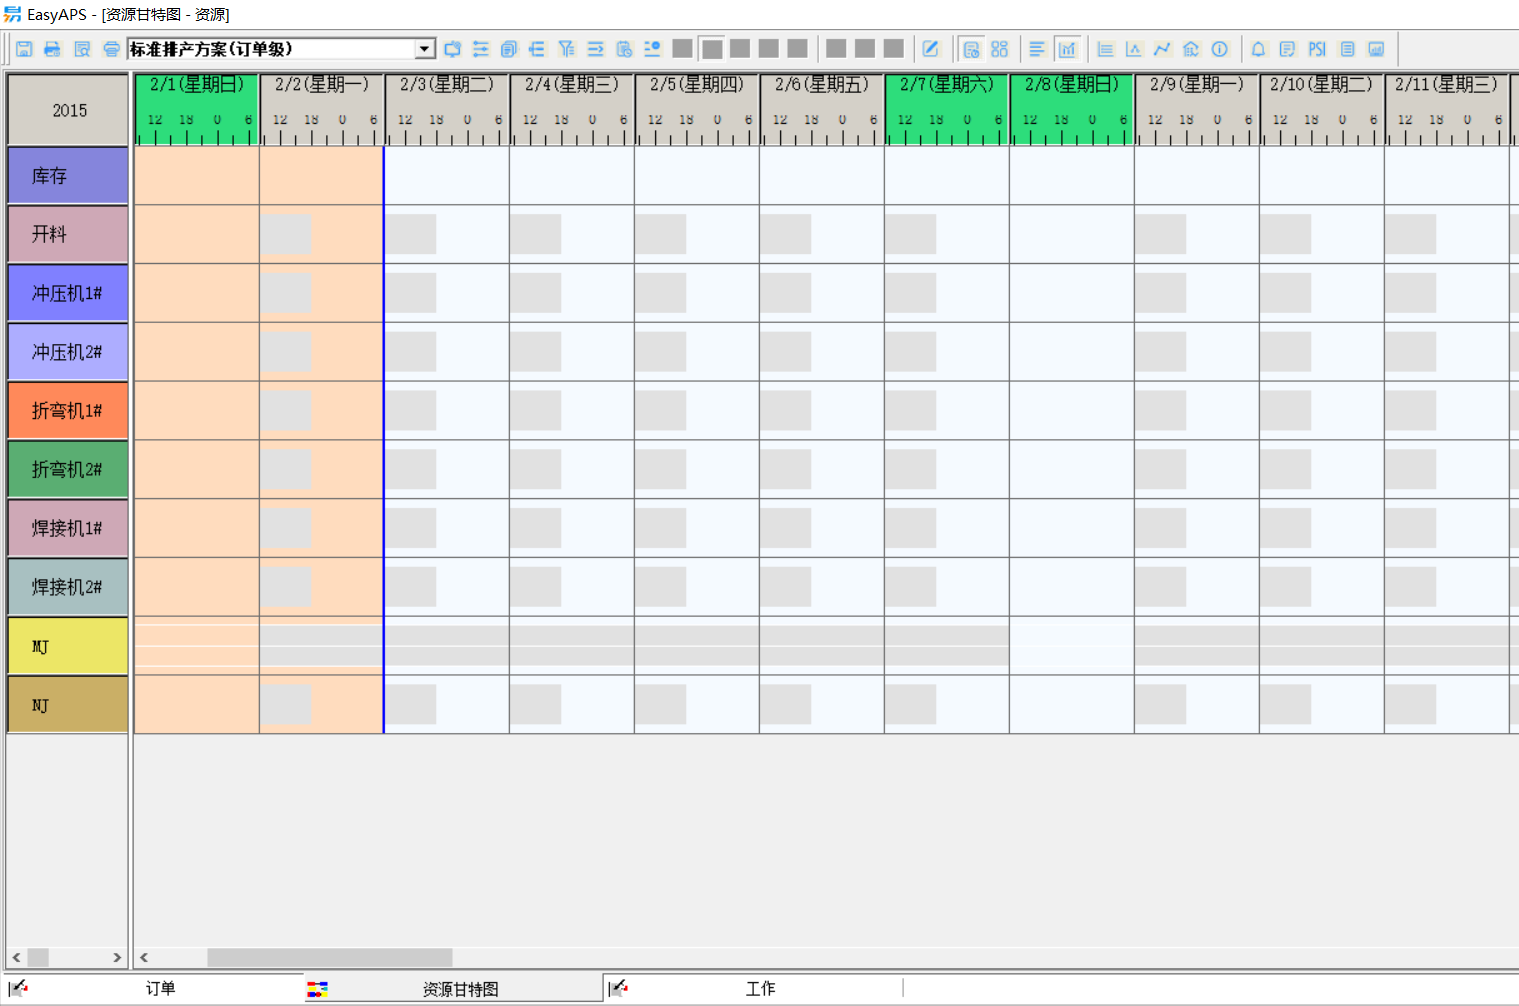 EasyAPS - [资源甘特图 - 资源]
标准排产方案(订单级)
PSI
2015
2/1(星期日) 2/2(星期一) 2/3(星期二) 2/4(星期三) 2/5(星期四) 2/6(星期五) 2/7(星期六) 2/8(星期日) 2/9(星期一) 2/10(星期二) 2/11(星期三)
12 18 0 6 12 18 0 6 12 18 0 6 12 18 0 6 12 18 0 6 12 18 0 6 12 18 0 6 12 18 0 6 12 18 0 6 12 18 0 6 12 18 0 6
库存
开料
冲压机1#
冲压机2#
折弯机1#
折弯机2#
焊接机1#
焊接机2#
MJ
NJ
订单 资源甘特图 工作